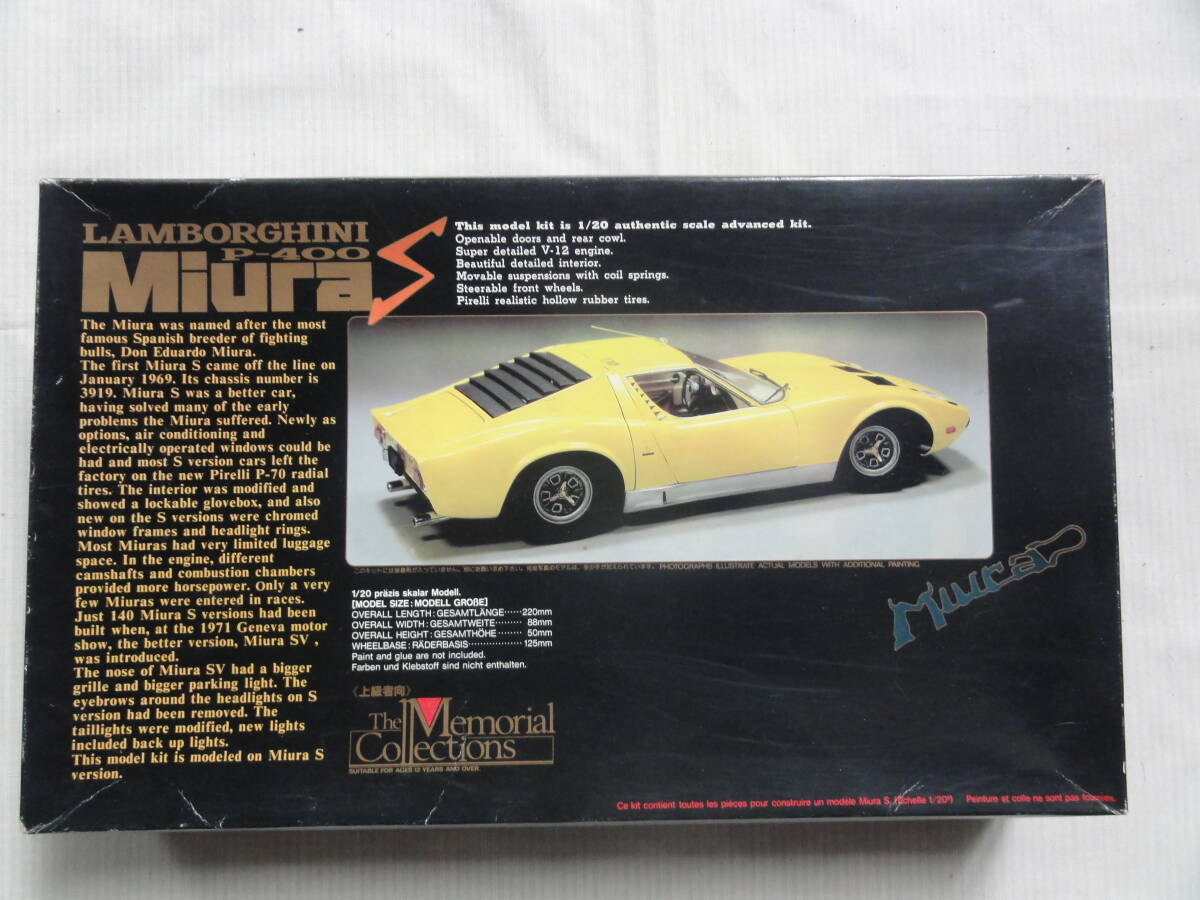 LAMBORGHINI
P-400
Miura S
This model kit is 1/20 authentic scale advanced kit.
Openable doors and rear cowl.
Super detailed V-12 engine.
Beautiful detailed interior.
Movable suspensions with coil springs.
Steerable front wheels.
Pirelli realistic hollow rubber tires.
The Miura was named after the most
famous Spanish breeder of fighting
bulls, Don Eduardo Miura.
The first Miura S came off the line on
January 1969. Its chassis number is
3919. Miura S was a better car,
having solved many of the early
problems the Miura suffered. Newly as
options, air conditioning and
electrically operated windows could be
had and most S version cars left the
factory on the new Pirelli P-70 radial
tires. The interior was modified and
showed a lockable glovebox, and also
new on the S versions were chromed
window frames and headlight rings.
Most Miuras had very limited luggage
space. In the engine, different
camshafts and combustion chambers
provided more horsepower. Only a very
few Miuras were entered in races.
Just 140 Miura S versions had been
built when, at the 1971 Geneva motor
show, the better version, Miura SV ,
was introduced.
The nose of Miura SV had a bigger
grille and bigger parking light. The
eyebrows around the headlights on S
version had been removed. The
taillights were modified, new lights
included back up lights.
This model kit is modeled on Miura S
version.
PHOTOGRAPHS ILLUSTRATE ACTUAL MODELS WITH ADDITIONAL PAINTING
Miura
1/20 präzis skalar Modell.
[MODEL SIZE:MODELL GROßE]
OVERALL LENGTH:GESAMTLÄNGE······220mm
OVERALL WIDTH:GESAMTWEITE········ 88mm
OVERALL HEIGHT:GESAMTHÖHE········ 50mm
WHEELBASE:RÄDERBASIS·················125mm
Paint and glue are not included.
Farben und Klebstoff sind nicht enthalten.
〈上級者向〉
The Memorial
Collections
SUITABLE FOR AGES 12 YEARS AND OVER.
Ce kit contient toutes les pièces pour construire un modèle Miura S. (Echelle 1/20e) Peinture et colle ne sont pas fournies.